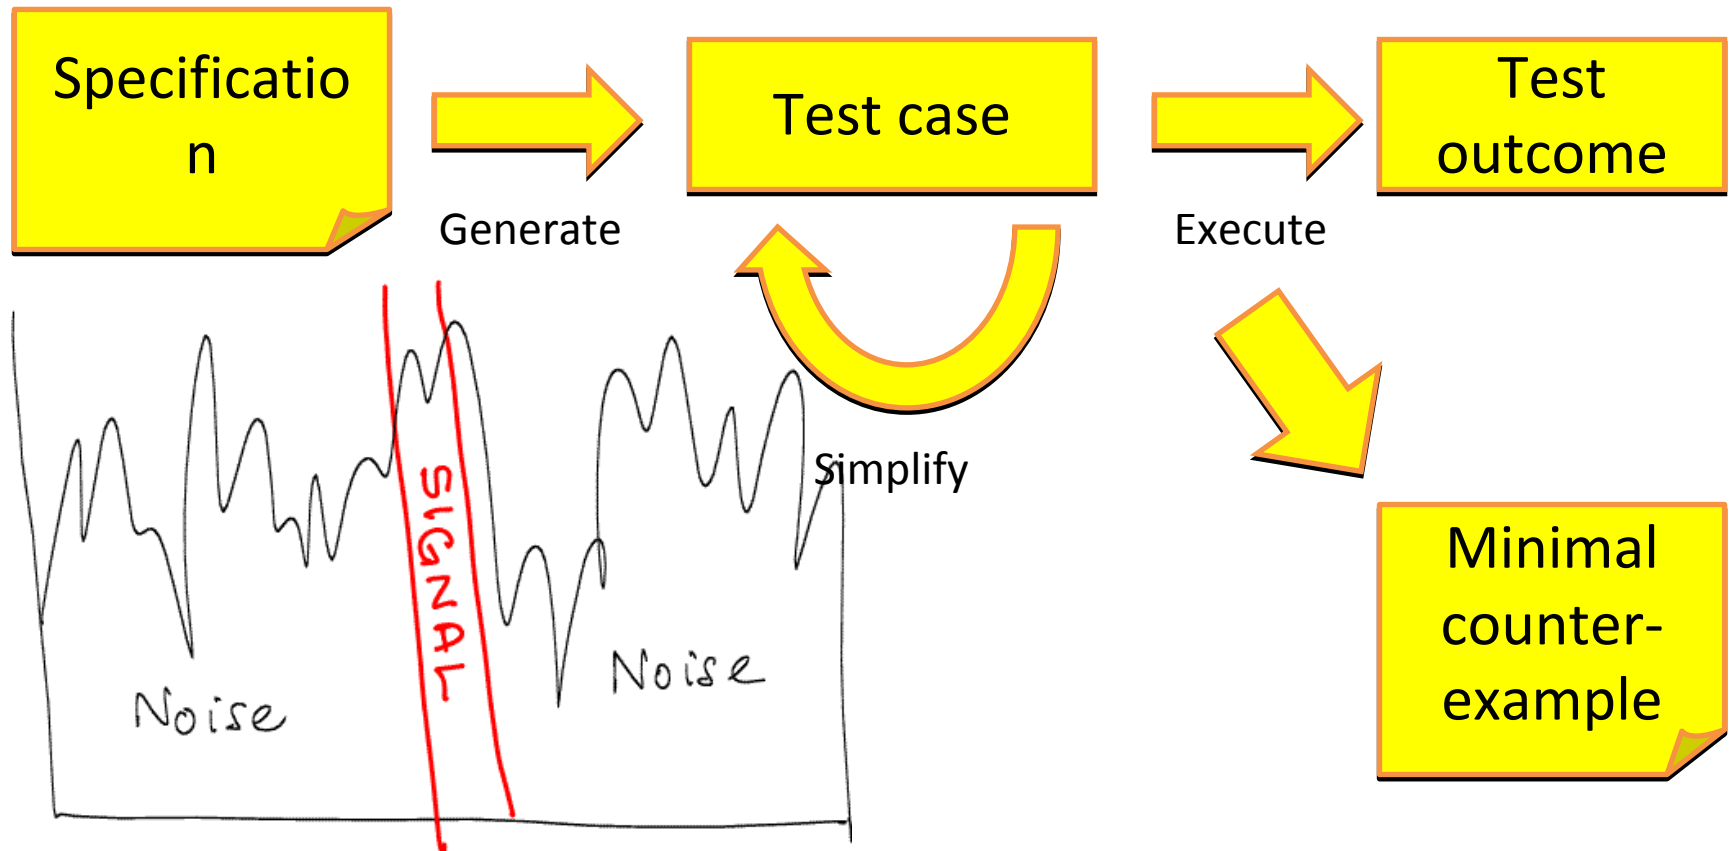 Specificatio
n
Generate
Test case
Execute
Test
outcome
Simplify
SIGNAL
Noise
Noise
Minimal
counter-
example